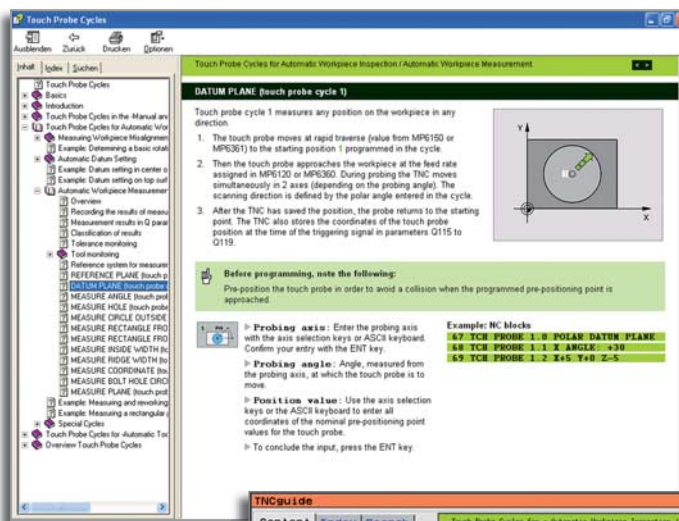 Touch Probe Cycles
Ausblenden Zurück Drucken Optionen
Inhalt Index Suchen
Touch Probe Cycles
Basics
Introduction
Touch Probe Cycles in the Manual an
Touch Probe Cycles for Automatic Wor
Measuring Workpiece Misalignmen
Example: Determining a basic rotati
Automatic Datum Setting
Example: Datum setting in center o
Example: Datum setting on top surf
Automatic Workpiece Measuremen
Overview
Recording the results of measu
Measurement results in Q para
Classification of results
Tolerance monitoring
Tool monitoring
Reference system for measurem
REFERENCE PLANE (touch p
DATUM PLANE (touch probe
MEASURE ANGLE (touch prob
MEASURE HOLE (touch probe
MEASURE CIRCLE OUTSIDE
MEASURE RECTANGLE FRO
MEASURE RECTANGLE FRO
MEASURE INSIDE WIDTH (to
MEASURE RIDGE WIDTH (to
MEASURE COORDINATE (tou
MEASURE BOLT HOLE CIRCL
MEASURE PLANE (touch prob
Example: Measuring and reworking
Example: Measuring a rectangular p
Special Cycles
Touch Probe Cycles for Automatic Too
Overview Touch Probe Cycles
Touch Probe Cycles for Automatic Workpiece Inspection / Automatic Workpiece Measurement
DATUM PLANE (touch probe cycle 1)
Touch probe cycle 1 measures any position on the workpiece in any
direction.
1. The touch probe moves at rapid traverse (value from MP6150 or
MP6361) to the starting position 1 programmed in the cycle.
2. Then the touch probe approaches the workpiece at the feed rate
assigned in MP6120 or MP6360. During probing the TNC moves
simultaneously in 2 axes (depending on the probing angle). The
scanning direction is defined by the polar angle entered in the cycle.
3. After the TNC has saved the position, the probe returns to the starting
point. The TNC also stores the coordinates of the touch probe
position at the time of the triggering signal in parameters Q115 to
Q119.
Y
X
Before programming, note the following:
Pre-position the touch probe in order to avoid a collision when the programmed pre-positioning point is
approached.
Probing axis: Enter the probing axis
with the axis selection keys or ASCII keyboard.
Confirm your entry with the ENT key.
Probing angle: Angle, measured from
the probing axis, at which the touch probe is to
move.
Position value: Use the axis selection
keys or the ASCII keyboard to enter all
coordinates of the nominal pre-positioning point
values for the touch probe.
To conclude the input, press the ENT key.
Example: NC blocks
67 TCH PROBE 1.0 POLAR DATUM PLANE
68 TCH PROBE 1.1 X ANGLE: +30
69 TCH PROBE 1.2 X+5 Y+0 Z-5
TNCguide